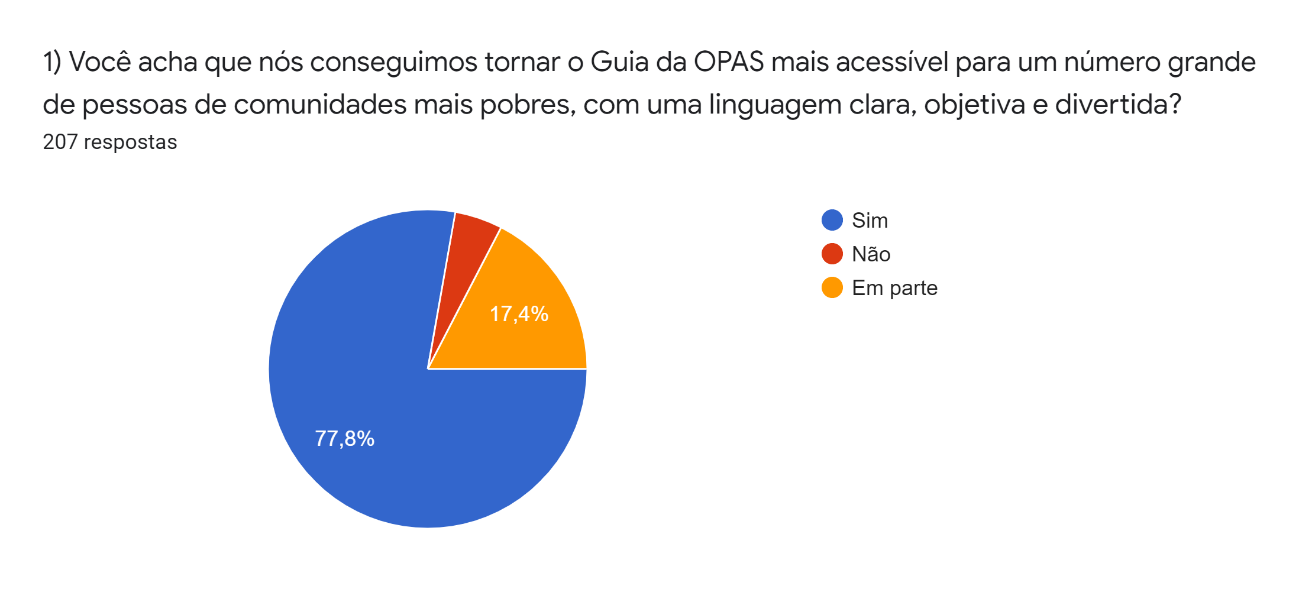 1) Você acha que nós conseguimos tornar o Guia da OPAS mais acessível para um número grande
de pessoas de comunidades mais pobres, com uma linguagem clara, objetiva e divertida?
207 respostas
Sim
Não
Em parte
17,4%
77,8%